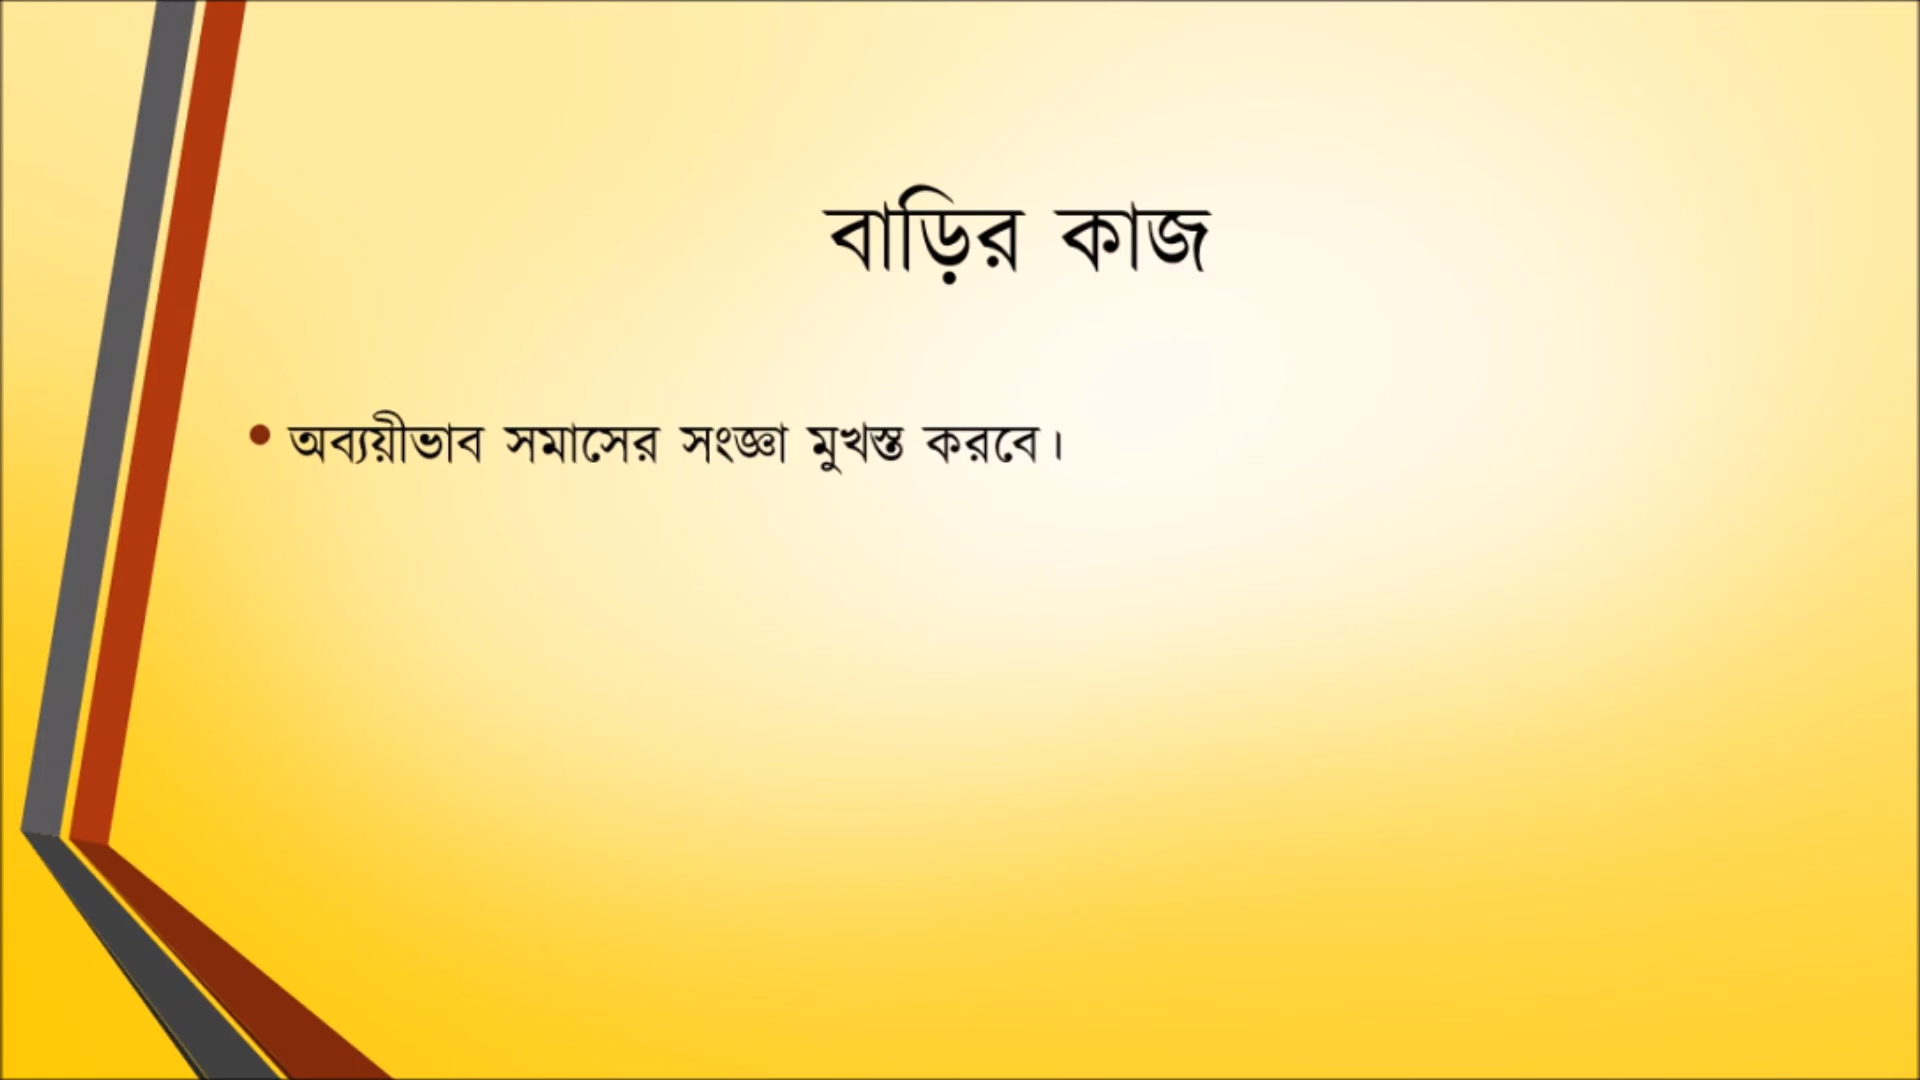 বাড়ির কাজ
• অব্যয়ীভাব সমাসের সংজ্ঞা মুখস্ত করবে।